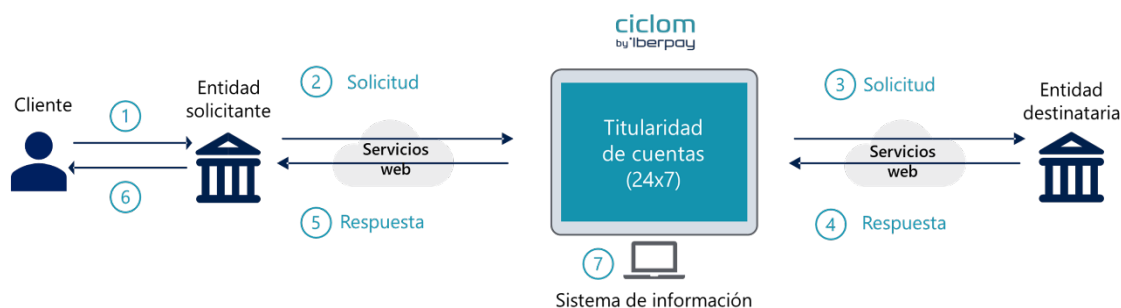 ciclom
by Iberpay
Cliente
Entidad
solicitante
1
6
2 Solicitud
Servicios
web
5 Respuesta
Titularidad
de cuentas
(24x7)
7
Sistema de información
3 Solicitud
Servicios
web
4 Respuesta
Entidad
destinataria